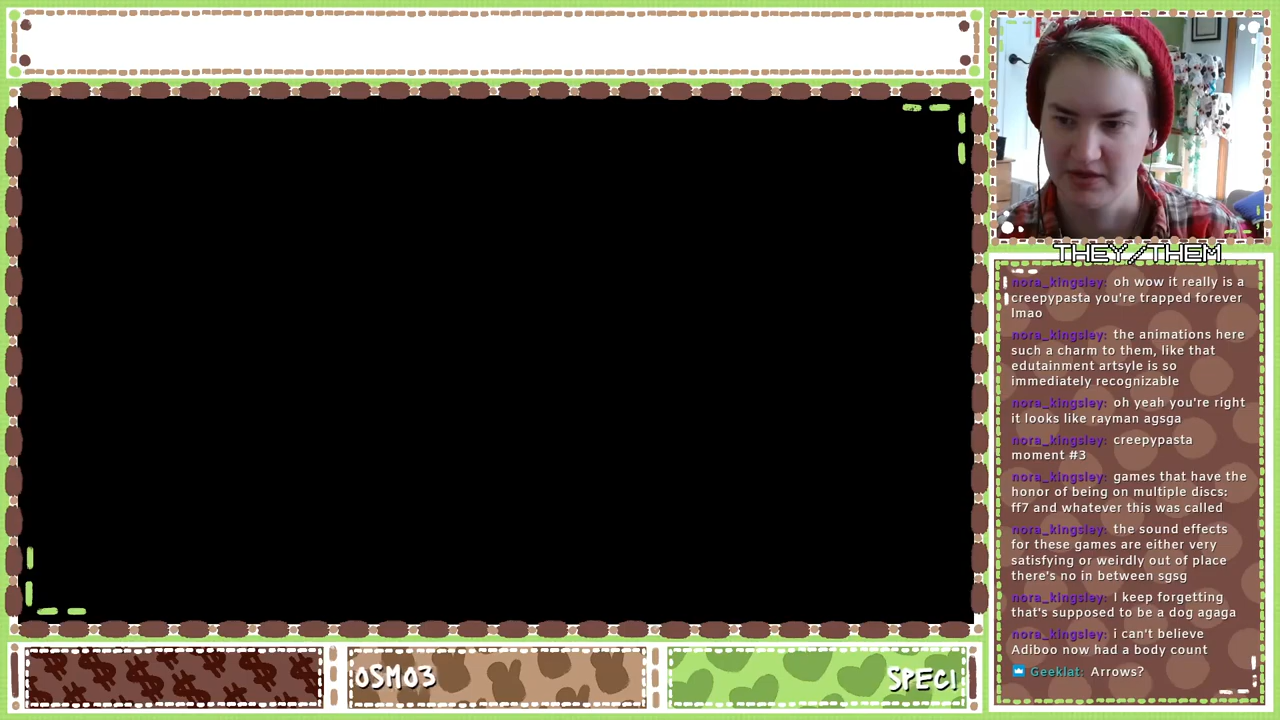 THEY/THEM
nora_kingsley: oh wow it really is a
creepypasta you're trapped forever
lmao
nora_kingsley: the animations here
such a charm to them, like that
edutainment artsyle is so
immediately recognizable
nora_kingsley: oh yeah you're right
it looks like rayman agsga
nora_kingsley: creepypasta
moment #3
nora_kingsley: games that have the
honor of being on multiple discs:
ff7 and whatever this was called
nora_kingsley: the sound effects
for these games are either very
satisfying or weirdly out of place
there's no in between sgsg
nora_kingsley: I keep forgetting
that's supposed to be a dog agaga
nora_kingsley: i can't believe
Adiboo now had a body count
Geeklat: Arrows?
OSMO3
SPECI